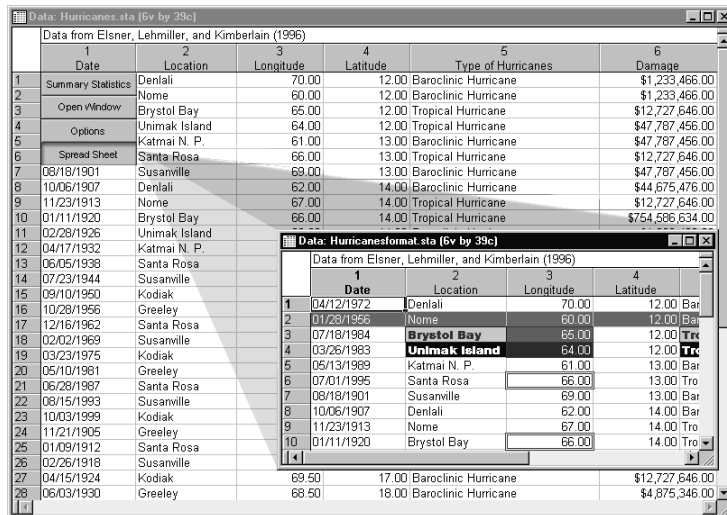 Data: Hurricanes.sta (6v by 39c)
Data from Elsner, Lehmiller, and Kimberlain (1996)
1 2 3 4 5 6
Date Location Longitude Latitude Type of Hurricanes Damage
1 Summary Statistics Denlali 70.00 12.00 Baroclinic Hurricane $1,233,466.00
2 Nome 60.00 12.00 Baroclinic Hurricane $1,233,466.00
3 Open Window Brystol Bay 65.00 12.00 Tropical Hurricane $12,727,646.00
4 Options Unimak Island 64.00 12.00 Tropical Hurricane $47,787,456.00
5 Katmai N. P. 61.00 13.00 Baroclinic Hurricane $47,787,456.00
6 Spread Sheet Santa Rosa 66.00 13.00 Tropical Hurricane $12,727,646.00
7 08/18/1901 Susanville 69.00 13.00 Baroclinic Hurricane $47,787,456.00
8 10/06/1907 Denlali 62.00 14.00 Baroclinic Hurricane $44,675,476.00
9 11/23/1913 Nome 67.00 14.00 Tropical Hurricane $12,727,646.00
10 01/11/1920 Brystol Bay 66.00 14.00 Tropical Hurricane $754,586,634.00
11 02/28/1926 Unimak Island
12 04/17/1932 Katmai N. P.
13 06/05/1938 Santa Rosa
14 07/23/1944 Susanville
15 09/10/1950 Kodiak
16 10/28/1956 Greeley
17 12/16/1962 Santa Rosa
18 02/02/1969 Susanville
19 03/23/1975 Kodiak
20 05/10/1981 Greeley
21 06/28/1987 Santa Rosa
22 08/15/1993 Susanville
23 10/03/1999 Kodiak
24 11/21/1905 Greeley
25 01/09/1912 Santa Rosa
26 02/26/1918 Susanville
27 04/15/1924 Kodiak 69.50 17.00 Baroclinic Hurricane $12,727,646.00
28 06/03/1930 Greeley 68.50 18.00 Baroclinic Hurricane $4,875,346.00
Data: Hurricanesformat.sta (6v by 39c)
Data from Elsner, Lehmiller, and Kimberlain (1996)
1 2 3 4
Date Location Longitude Latitude
1 04/12/1972 Denlali 70.00 12.00 Bar
2 01/28/1956 Nome 60.00 12.00 Bar
3 07/18/1984 Brystol Bay 65.00 12.00 Tro
4 03/26/1983 Unimak Island 64.00 12.00 Tro
5 05/13/1989 Katmai N. P. 61.00 13.00 Bar
6 07/01/1995 Santa Rosa 66.00 13.00 Tro
7 08/18/1901 Susanville 69.00 13.00 Bar
8 10/06/1907 Denlali 62.00 14.00 Bar
9 11/23/1913 Nome 67.00 14.00 Tro
10 01/11/1920 Brystol Bay 66.00 14.00 Tro